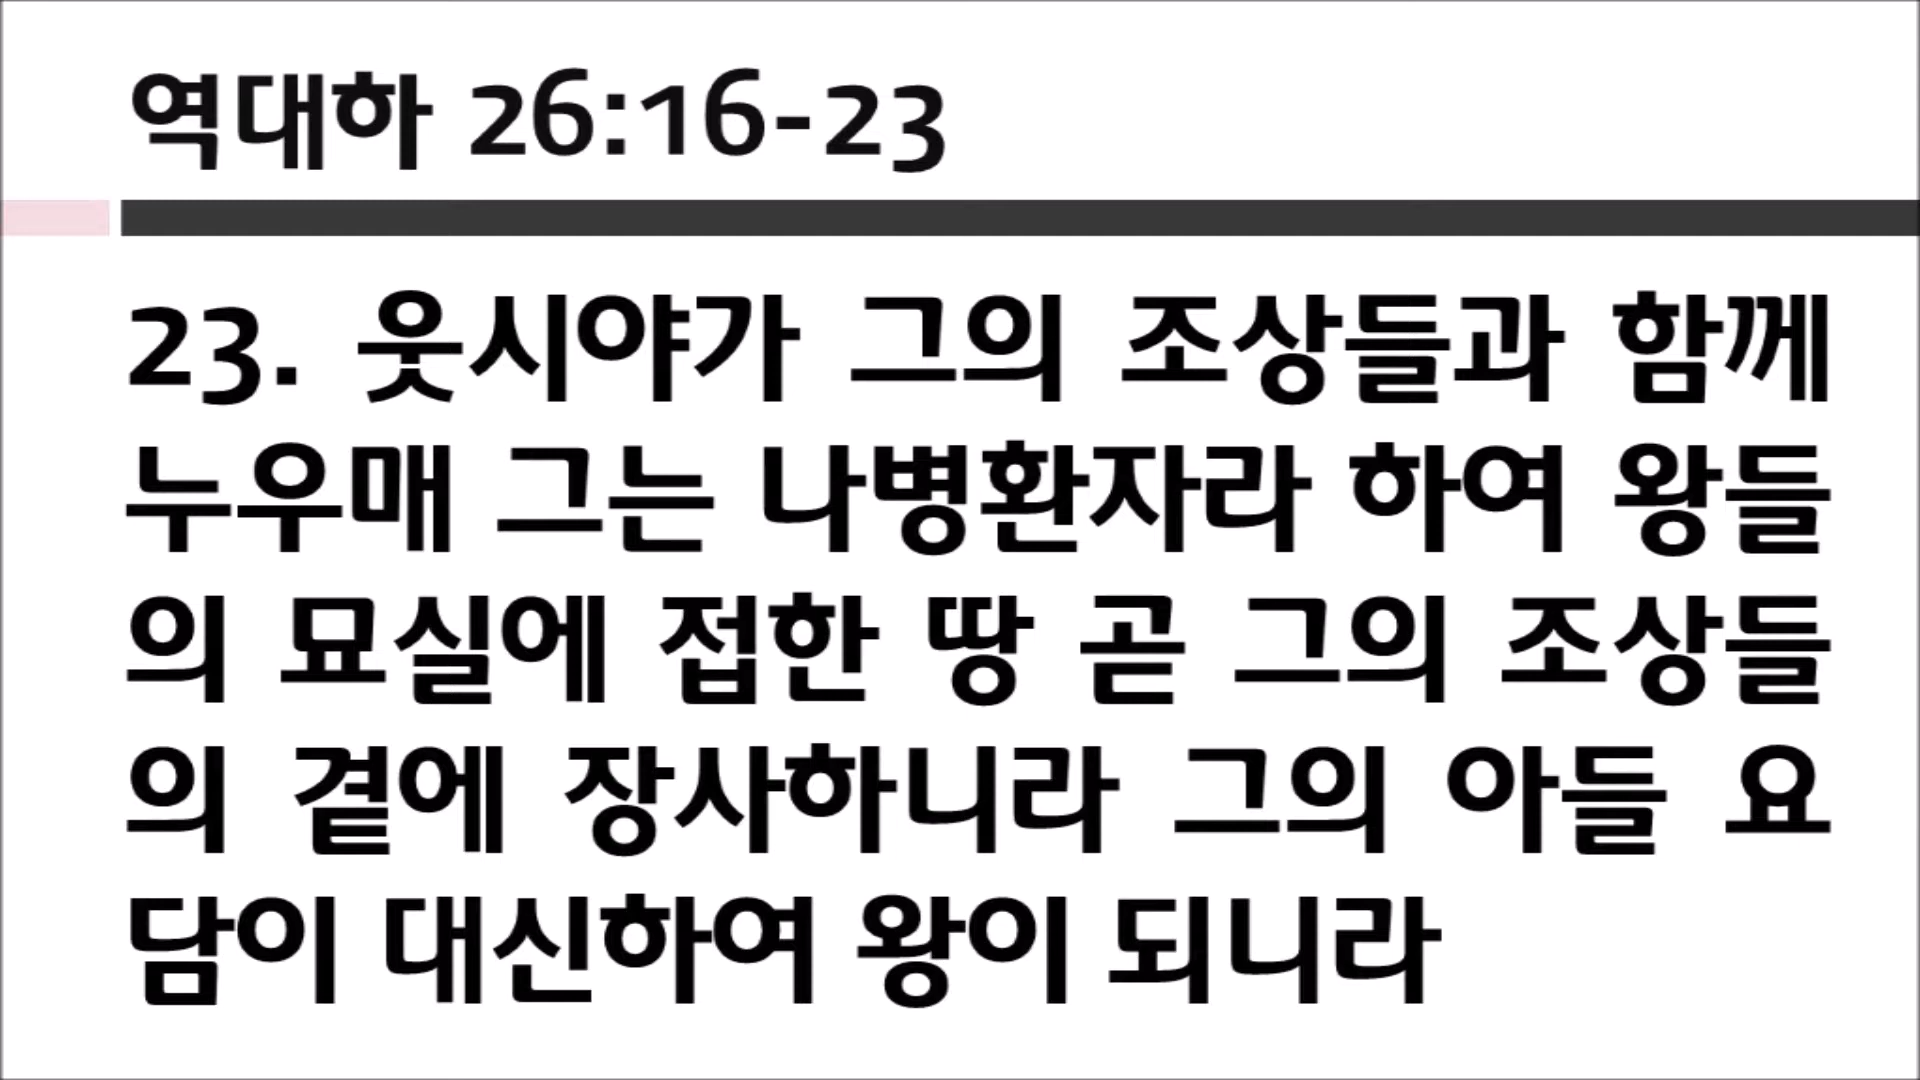 역대하 26:16-23
23. 웃시야가 그의 조상들과 함께
누우매 그는 나병환자라 하여 왕들
의 묘실에 접한 땅 곧 그의 조상들
의 곁에 장사하니라 그의 아들 요
담이 대신하여 왕이 되니라